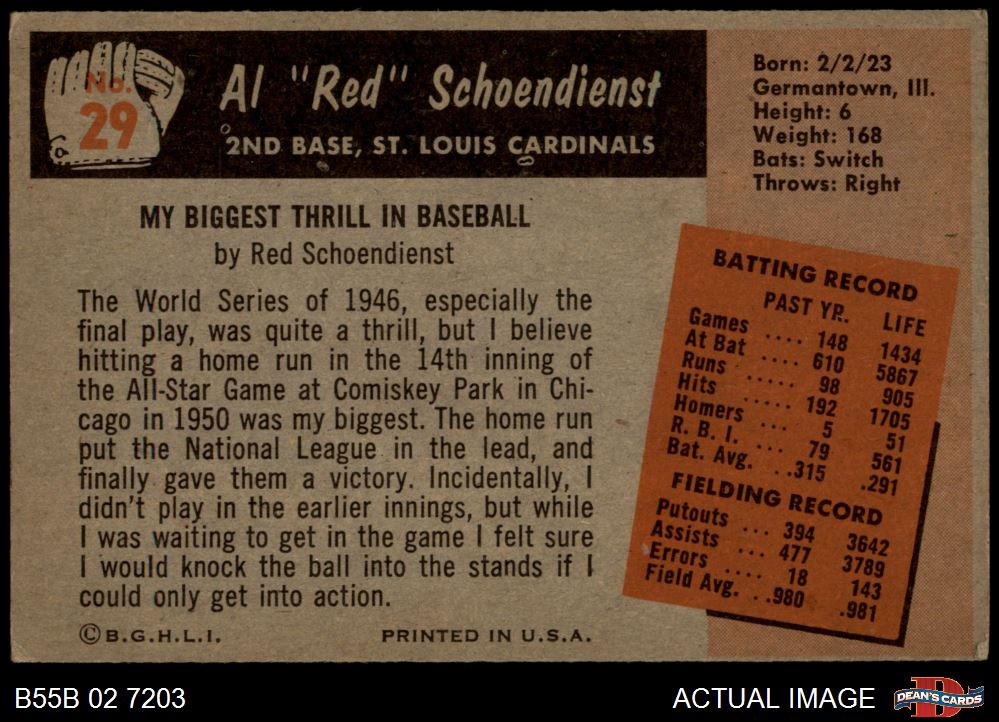 No.
29
Al "Red" Schoendienst
2ND BASE, ST. LOUIS CARDINALS
Born: 2/2/23
Germantown, Ill.
Height: 6
Weight: 168
Bats: Switch
Throws: Right
MY BIGGEST THRILL IN BASEBALL
by Red Schoendienst
The World Series of 1946, especially the
final play, was quite a thrill, but I believe
hitting a home run in the 14th inning of
the All-Star Game at Comiskey Park in Chi-
cago in 1950 was my biggest. The home run
put the National League in the lead, and
finally gave them a victory. Incidentally, I
didn't play in the earlier innings, but while
I was waiting to get in the game I felt sure
I would knock the ball into the stands if I
could only get into action.
©B.G.H.L.I. PRINTED IN U.S.A.
BATTING RECORD
PAST YR. LIFE
Games .... 148 1434
At Bat .... 610 5867
Runs ..... 98 905
Hits ..... 192 1705
Homers ... 5 51
R. B. I. ... 79 561
Bat. Avg. ..315 .291
FIELDING RECORD
Putouts ... 394 3642
Assists ... 477 3789
Errors .... 18 143
Field Avg. ..980 .981
B55B 02 7203 ACTUAL IMAGE
D
DEAN'S CARDS